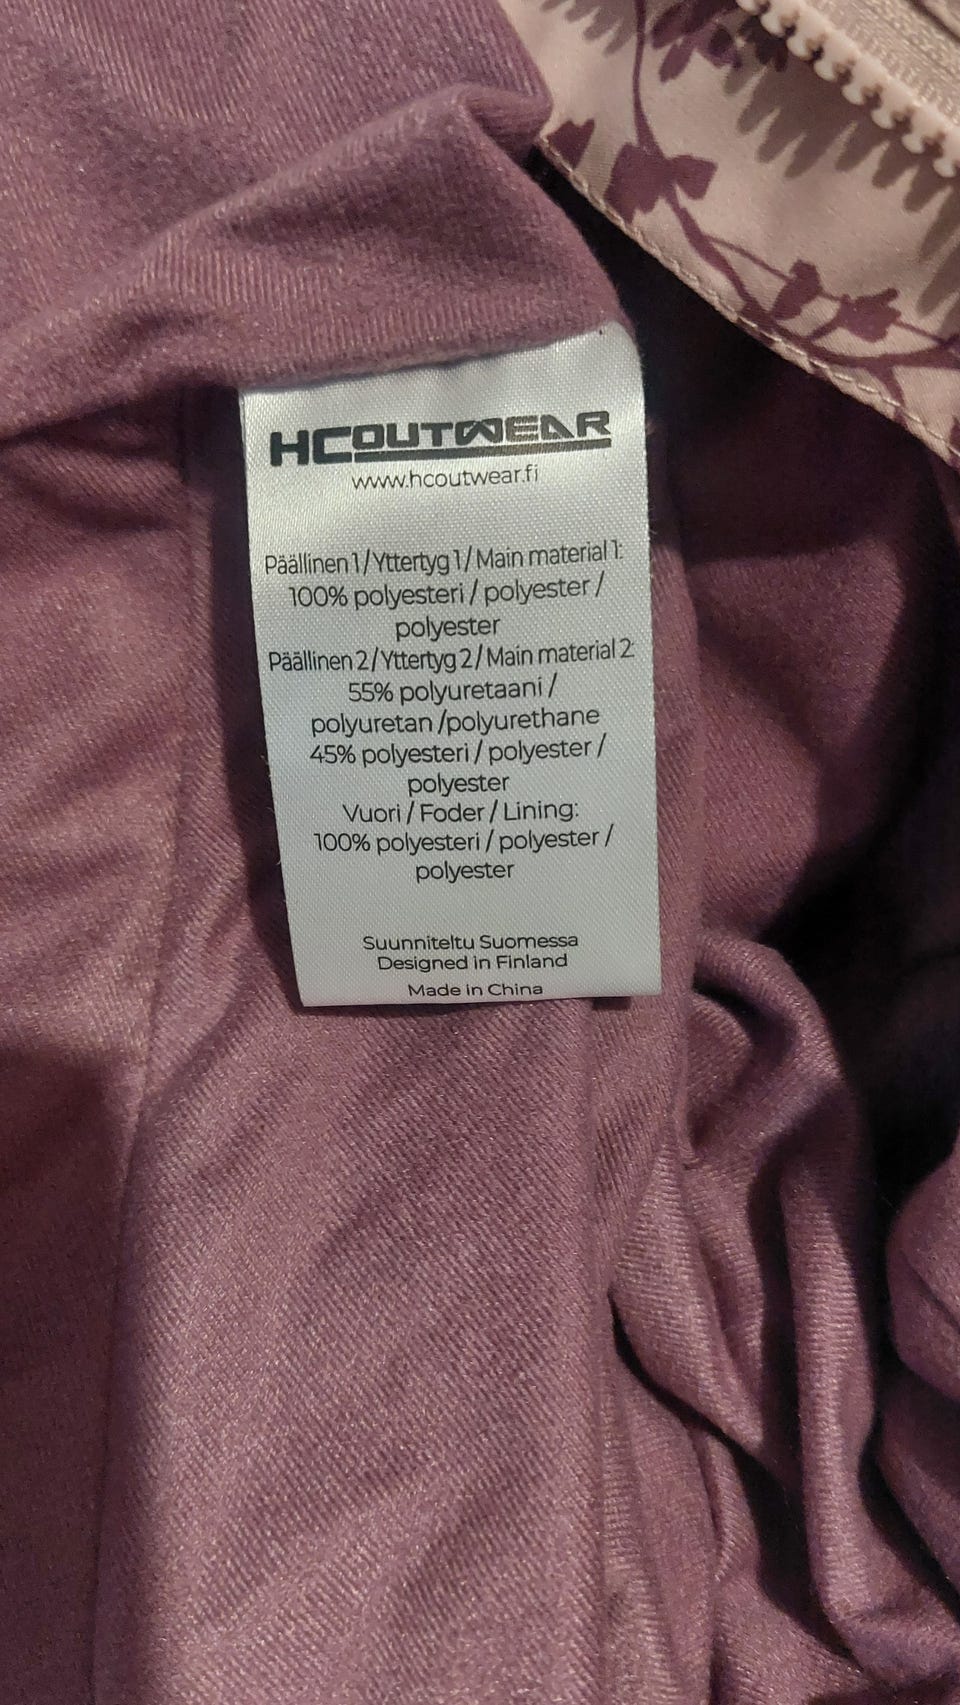 HCOUTWEAR
www.hcoutwear.fi
Päällinen 1 / Yttertyg 1 / Main material 1:
100% polyesteri / polyester /
polyester
Päällinen 2 / Yttertyg 2 / Main material 2:
55% polyuretaani /
polyuretan /polyurethane
45% polyesteri / polyester /
polyester
Vuori / Foder / Lining:
100% polyesteri / polyester /
polyester
Suunniteltu Suomessa
Designed in Finland
Made in China